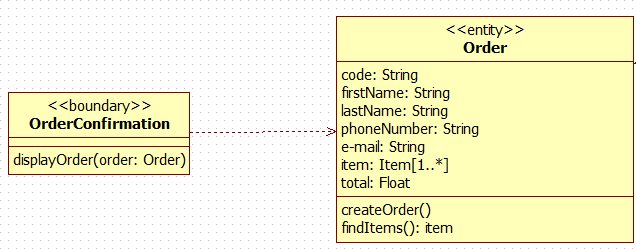 <<boundary>>
OrderConfirmation
displayOrder(order: Order)
<<entity>>
Order
code: String
firstName: String
lastName: String
phoneNumber: String
e-mail: String
item: Item[1..*]
total: Float
createOrder()
findItems(): item